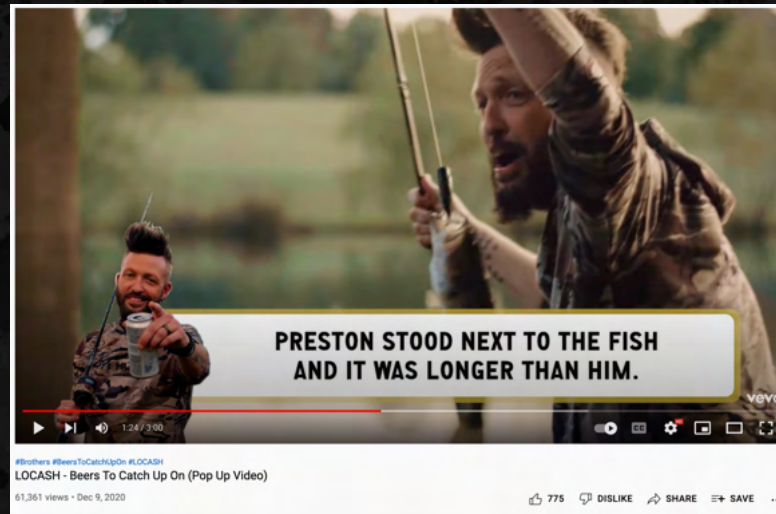 PRESTON STOOD NEXT TO THE FISH
AND IT WAS LONGER THAN HIM.
vevo
1:24 / 3:00
CC
#Brothers #BeersToCatchUpOn #LOCASH
LOCASH - Beers To Catch Up On (Pop Up Video)
61,361 views • Dec 9, 2020
775 DISLIKE SHARE SAVE